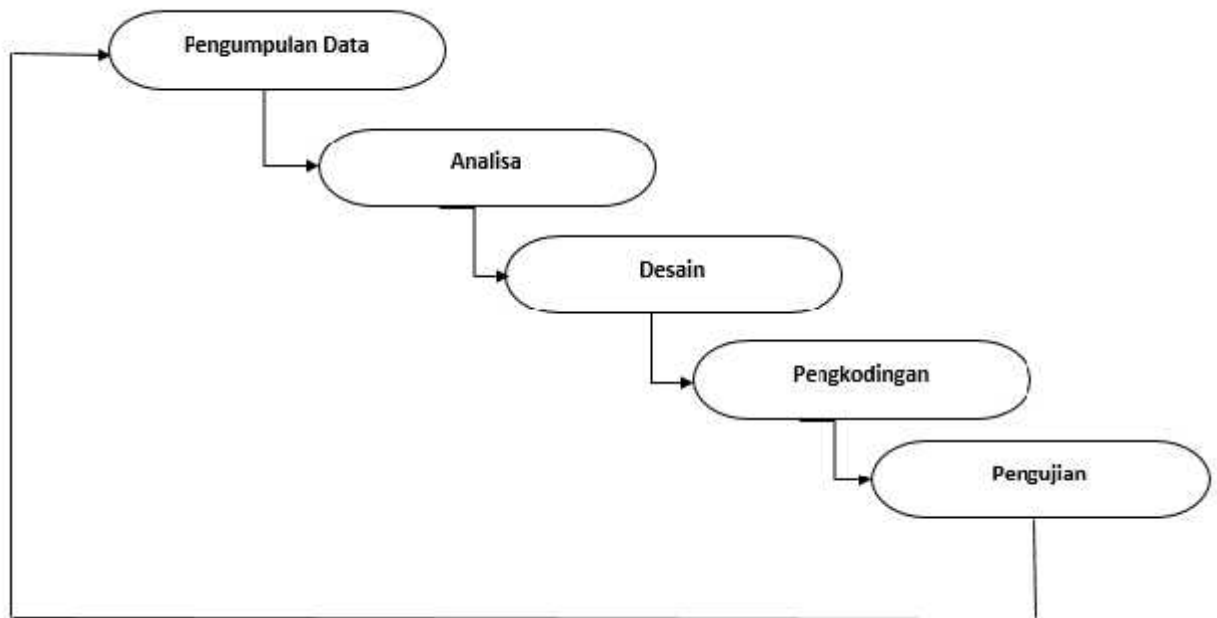 Pengumpulan Data
Analisa
Desain
Pengkodingan
Pengujian